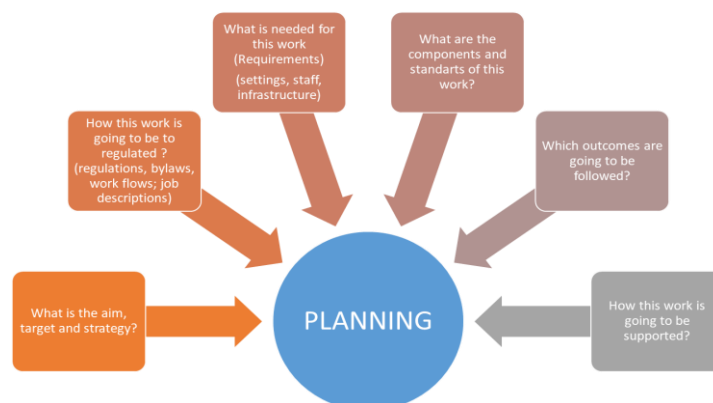 What is needed for
this work
(Requirements)
(settings, staff,
infrastructure)
What are the
components and
standarts of this
work?
How this work is
going to be to
regulated ?
(regulations, bylaws,
work flows; job
descriptions)
Which outcomes are
going to be
followed?
What is the aim,
target and strategy?
PLANNING
How this work is
going to be
supported?